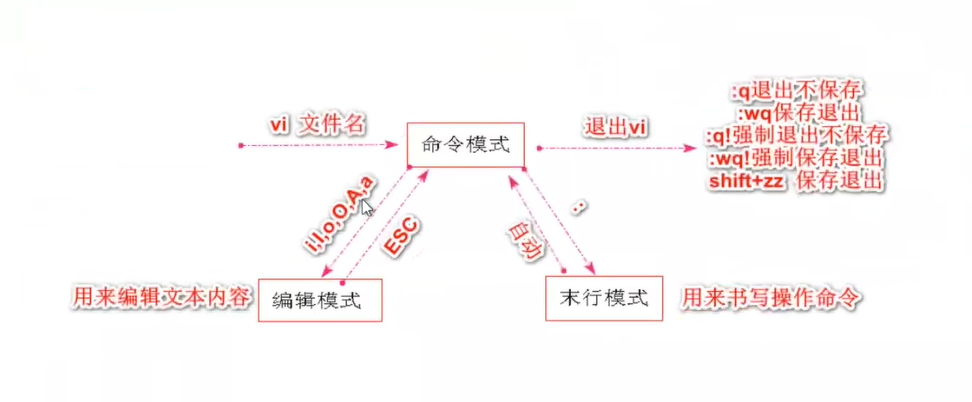 :q退出不保存
:wq保存退出
vi 文件名
命令模式
退出vi
:q!强制退出不保存
:wq!强制保存退出
shift+zz 保存退出
i,I,o,O,A,a
ESC
自动
:
用来编辑文本内容
编辑模式
末行模式
用来书写操作命令